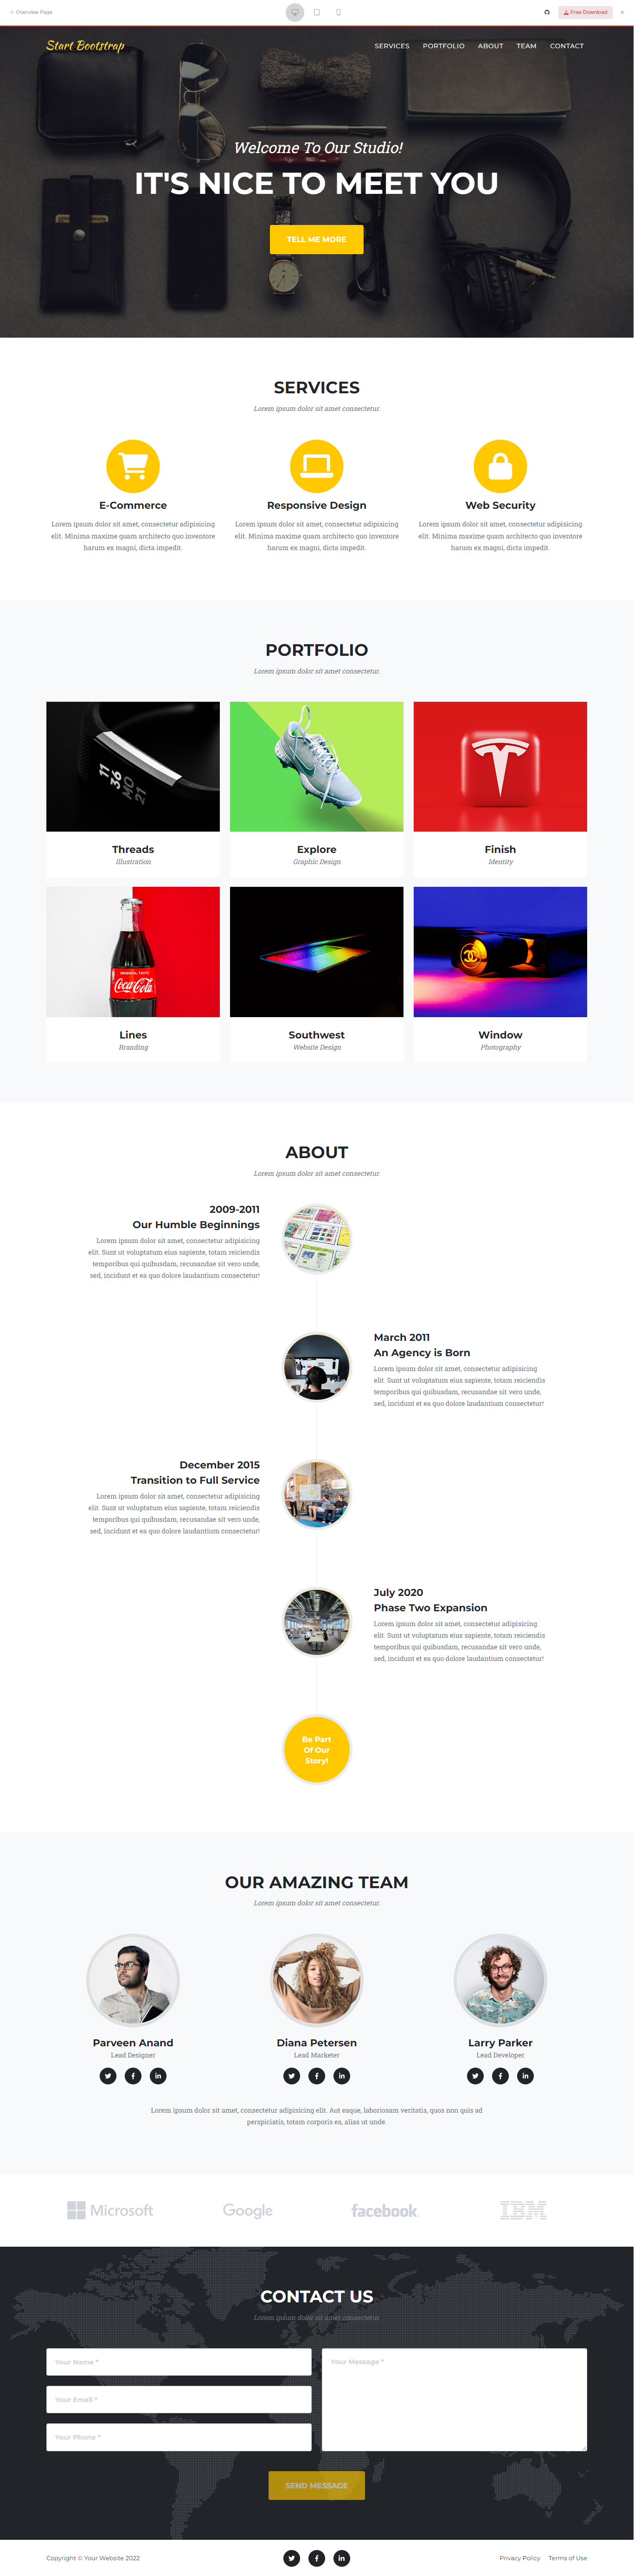 Overview Page
Free Download
Start Bootstrap
SERVICES PORTFOLIO ABOUT TEAM CONTACT
Welcome To Our Studio!
IT'S NICE TO MEET YOU
TELL ME MORE
SERVICES
Lorem ipsum dolor sit amet consectetur.
E-Commerce
Lorem ipsum dolor sit amet, consectetur adipisicing
elit. Minima maxime quam architecto quo inventore
harum ex magni, dicta impedit.
Responsive Design
Lorem ipsum dolor sit amet, consectetur adipisicing
elit. Minima maxime quam architecto quo inventore
harum ex magni, dicta impedit.
Web Security
Lorem ipsum dolor sit amet, consectetur adipisicing
elit. Minima maxime quam architecto quo inventore
harum ex magni, dicta impedit.
PORTFOLIO
Lorem ipsum dolor sit amet consectetur.
11
36
MO
21
Threads
Illustration
Explore
Graphic Design
Finish
Identity
ORIGINAL TASTE
Coca-Cola
Lines
Branding
Southwest
Website Design
Window
Photography
ABOUT
Lorem ipsum dolor sit amet consectetur.
2009-2011
Our Humble Beginnings
Lorem ipsum dolor sit amet, consectetur adipisicing
elit. Sunt ut voluptatum eius sapiente, totam reiciendis
temporibus qui quibusdam, recusandae sit vero unde,
sed, incidunt et ea quo dolore laudantium consectetur!
March 2011
An Agency is Born
Lorem ipsum dolor sit amet, consectetur adipisicing
elit. Sunt ut voluptatum eius sapiente, totam reiciendis
temporibus qui quibusdam, recusandae sit vero unde,
sed, incidunt et ea quo dolore laudantium consectetur!
December 2015
Transition to Full Service
Lorem ipsum dolor sit amet, consectetur adipisicing
elit. Sunt ut voluptatum eius sapiente, totam reiciendis
temporibus qui quibusdam, recusandae sit vero unde,
sed, incidunt et ea quo dolore laudantium consectetur!
July 2020
Phase Two Expansion
Lorem ipsum dolor sit amet, consectetur adipisicing
elit. Sunt ut voluptatum eius sapiente, totam reiciendis
temporibus qui quibusdam, recusandae sit vero unde,
sed, incidunt et ea quo dolore laudantium consectetur!
Be Part
Of Our
Story!
OUR AMAZING TEAM
Lorem ipsum dolor sit amet consectetur.
Parveen Anand
Lead Designer
Diana Petersen
Lead Marketer
Larry Parker
Lead Developer
Lorem ipsum dolor sit amet, consectetur adipisicing elit. Aut eaque, laboriosam veritatis, quos non quis ad
perspiciatis, totam corporis ea, alias ut unde.
Microsoft Google facebook IBM
CONTACT US
Lorem ipsum dolor sit amet consectetur.
Your Name *
Your Email *
Your Phone *
Your Message *
SEND MESSAGE
Copyright © Your Website 2022
Privacy Policy Terms of Use